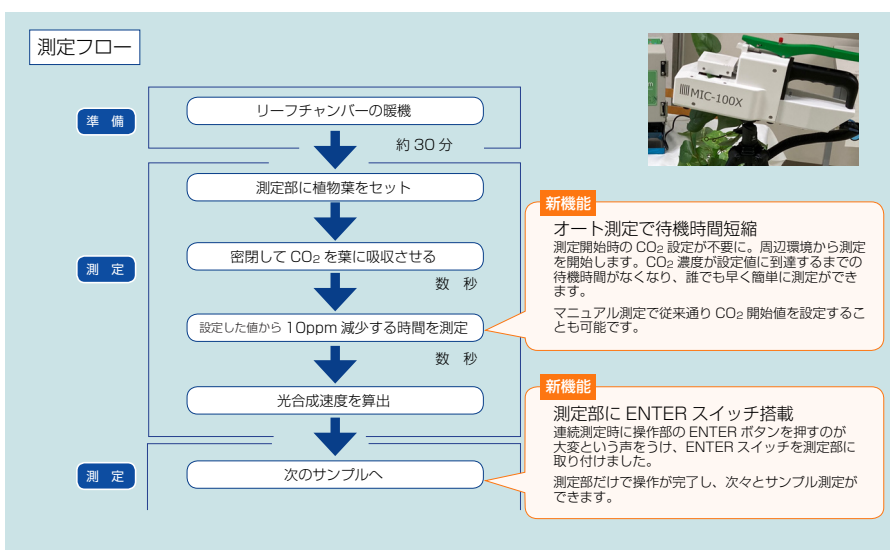 測定フロー
準 備
リーフチャンバーの暖機
約 30 分
MIC-100X
測 定
測定部に植物葉をセット
密閉して CO₂ を葉に吸収させる
数 秒
設定した値から 10ppm 減少する時間を測定
数 秒
光合成速度を算出
新機能
オート測定で待機時間短縮
測定開始時の CO₂ 設定が不要に。周辺環境から測定
を開始します。CO₂ 濃度が設定値に到達するまでの
待機時間がなくなり、誰でも早く簡単に測定ができ
ます。
マニュアル測定で従来通り CO₂ 開始値を設定するこ
とも可能です。
測 定
次のサンプルへ
新機能
測定部に ENTER スイッチ搭載
連続測定時に操作部の ENTER ボタンを押すのが
大変という声をうけ、ENTER スイッチを測定部に
取り付けました。
測定部だけで操作が完了し、次々とサンプル測定が
できます。